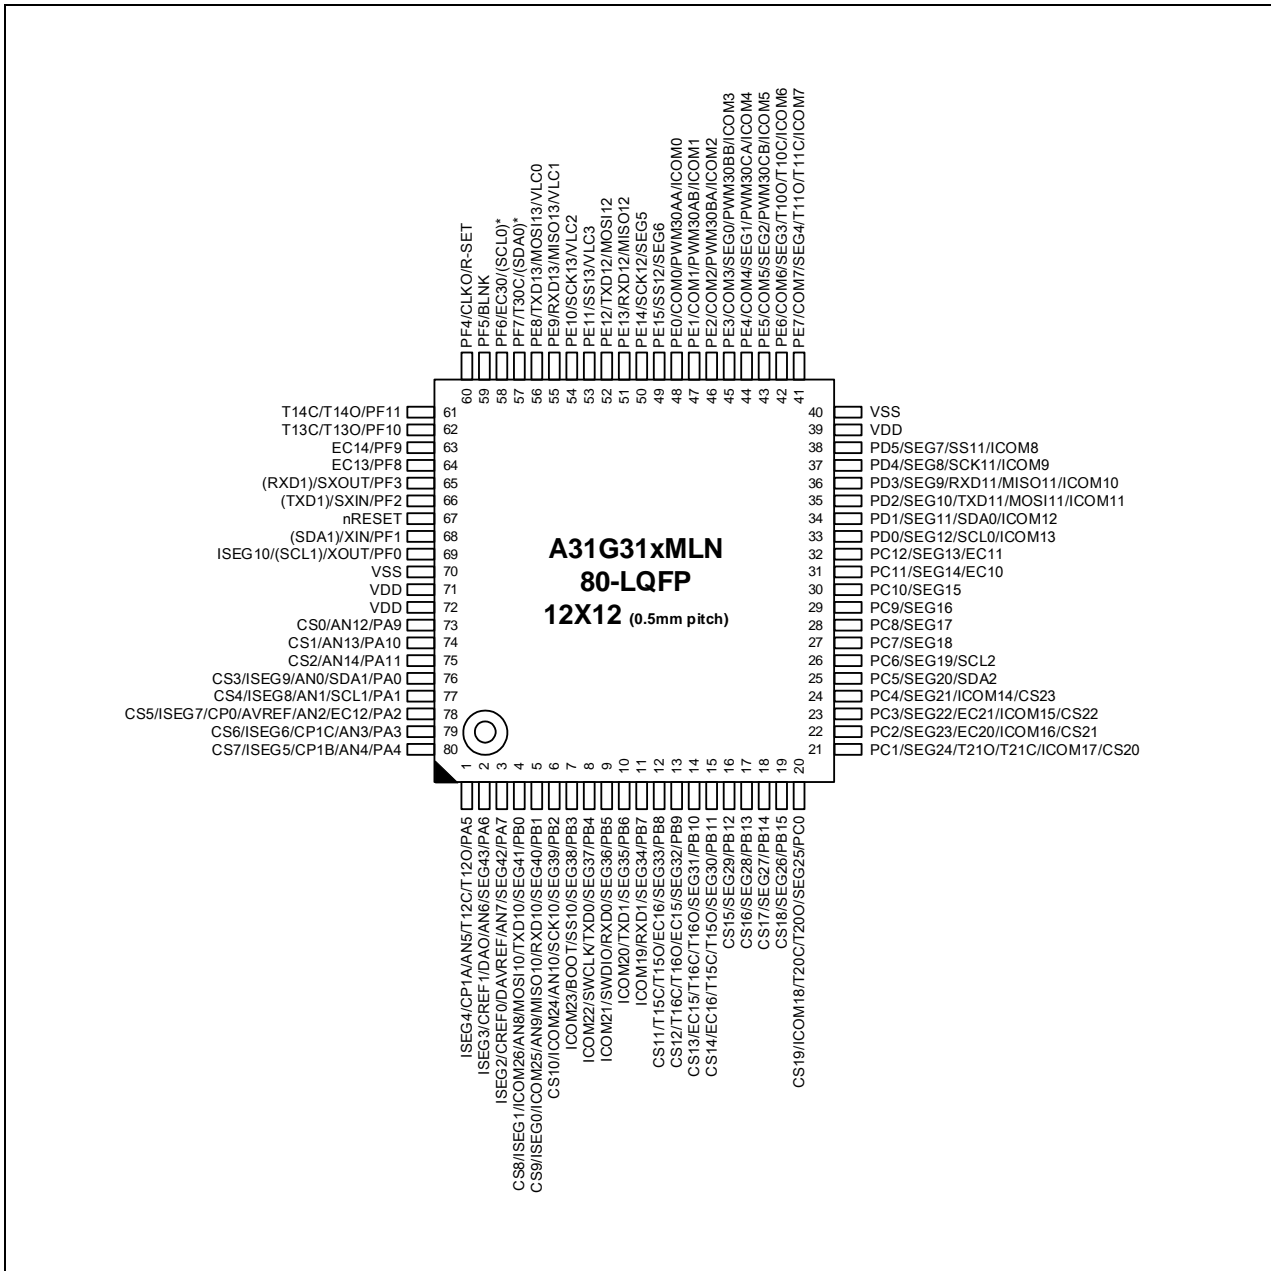 PF4/CLKO/R-SET
PF5/BLNK
PF6/EC30/(SCL0)*
PF7/T30C/(SDA0)*
PE8/TXD13/MOSI13/VLC0
PE9/RXD13/MISO13/VLC1
PE10/SCK13/VLC2
PE11/SS13/VLC3
PE12/TXD12/MOSI12
PE13/RXD12/MISO12
PE14/SCK12/SEG5
PE15/SS12/SEG6
PE0/COM0/PWM30AA/ICOM0
PE1/COM1/PWM30AB/ICOM1
PE2/COM2/PWM30BA/ICOM2
PE3/COM3/SEG0/PWM30BB/ICOM3
PE4/COM4/SEG1/PWM30CA/ICOM4
PE5/COM5/SEG2/PWM30CB/ICOM5
PE6/COM6/SEG3/T10O/T10C/ICOM6
PE7/COM7/SEG4/T11O/T11C/ICOM7
60 59 58 57 56 55 54 53 52 51 50 49 48 47 46 45 44 43 42 41
T14C/T14O/PF11 61
T13C/T13O/PF10 62
EC14/PF9 63
EC13/PF8 64
(RXD1)/SXOUT/PF3 65
(TXD1)/SXIN/PF2 66
nRESET 67
(SDA1)/XIN/PF1 68
ISEG10/(SCL1)/XOUT/PF0 69
VSS 70
VDD 71
VDD 72
CS0/AN12/PA9 73
CS1/AN13/PA10 74
CS2/AN14/PA11 75
CS3/ISEG9/AN0/SDA1/PA0 76
CS4/ISEG8/AN1/SCL1/PA1 77
CS5/ISEG7/CP0/AVREF/AN2/EC12/PA2 78
CS6/ISEG6/CP1C/AN3/PA3 79
CS7/ISEG5/CP1B/AN4/PA4 80
A31G31xMLN
80-LQFP
12X12 (0.5mm pitch)
40 VSS
39 VDD
38 PD5/SEG7/SS11/ICOM8
37 PD4/SEG8/SCK11/ICOM9
36 PD3/SEG9/RXD11/MISO11/ICOM10
35 PD2/SEG10/TXD11/MOSI11/ICOM11
34 PD1/SEG11/SDA0/ICOM12
33 PD0/SEG12/SCL0/ICOM13
32 PC12/SEG13/EC11
31 PC11/SEG14/EC10
30 PC10/SEG15
29 PC9/SEG16
28 PC8/SEG17
27 PC7/SEG18
26 PC6/SEG19/SCL2
25 PC5/SEG20/SDA2
24 PC4/SEG21/ICOM14/CS23
23 PC3/SEG22/EC21/ICOM15/CS22
22 PC2/SEG23/EC20/ICOM16/CS21
21 PC1/SEG24/T21O/T21C/ICOM17/CS20
1 2 3 4 5 6 7 8 9 10 11 12 13 14 15 16 17 18 19 20
ISEG4/CP1A/AN5/T12C/T12O/PA5
ISEG3/CREF1/DAO/AN6/SEG43/PA6
ISEG2/CREF0/DAVREF/AN7/SEG42/PA7
CS8/ISEG1/ICOM26/AN8/MOSI10/TXD10/SEG41/PB0
CS9/ISEG0/ICOM25/AN9/MISO10/RXD10/SEG40/PB1
CS10/ICOM24/AN10/SCK10/SEG39/PB2
ICOM23/BOOT/SS10/SEG38/PB3
ICOM22/SWCLK/TXD0/SEG37/PB4
ICOM21/SWDIO/RXD0/SEG36/PB5
ICOM20/TXD1/SEG35/PB6
ICOM19/RXD1/SEG34/PB7
CS11/T15C/T15O/EC16/SEG33/PB8
CS12/T16C/T16O/EC15/SEG32/PB9
CS13/EC15/T16C/T16O/SEG31/PB10
CS14/EC16/T15C/T15O/SEG30/PB11
CS15/SEG29/PB12
CS16/SEG28/PB13
CS17/SEG27/PB14
CS18/SEG26/PB15
CS19/ICOM18/T20C/T20O/SEG25/PC0